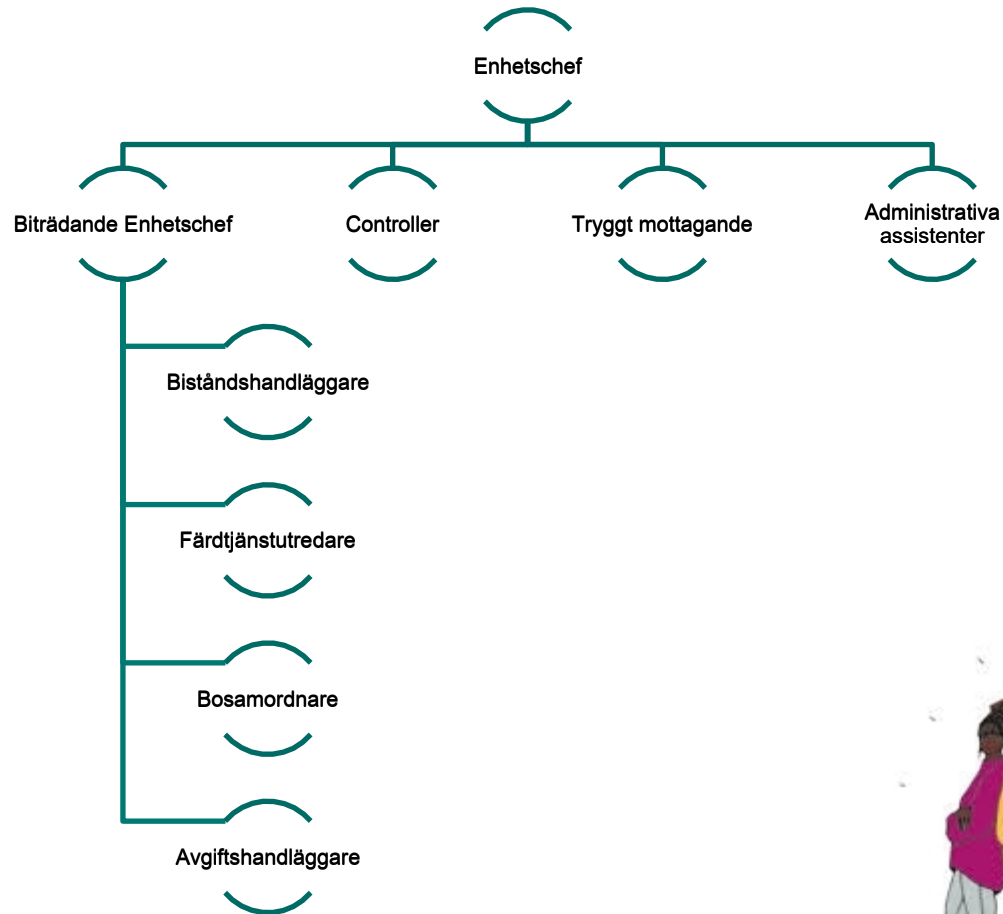 Enhetschef
Biträdande Enhetschef
Controller
Tryggt mottagande
Administrativa
assistenter
Biståndshandläggare
Färdtjänstutredare
Bosamordnare
Avgiftshandläggare